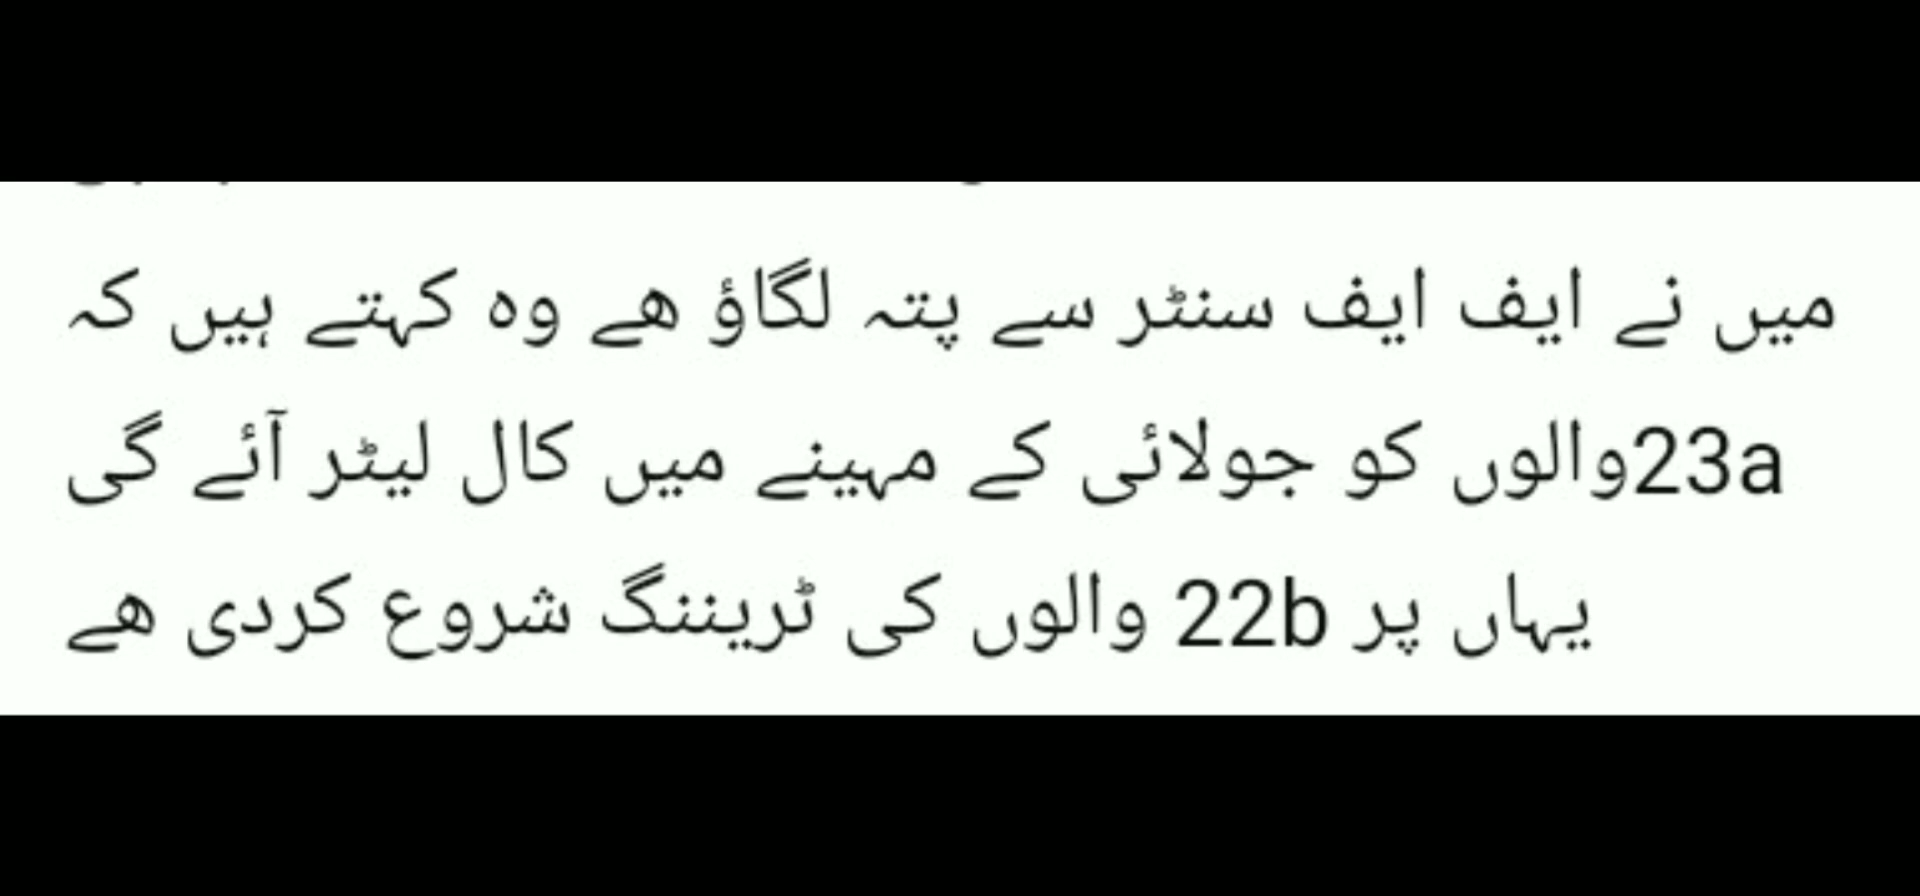 میں نے ایف ایف سنٹر سے پتہ لگاؤ ھے وہ کہتے ہیں کہ
23aوالوں کو جولائی کے مہینے میں کال لیٹر آئے گی
یہاں پر 22b والوں کی ٹریننگ شروع کردی ھے